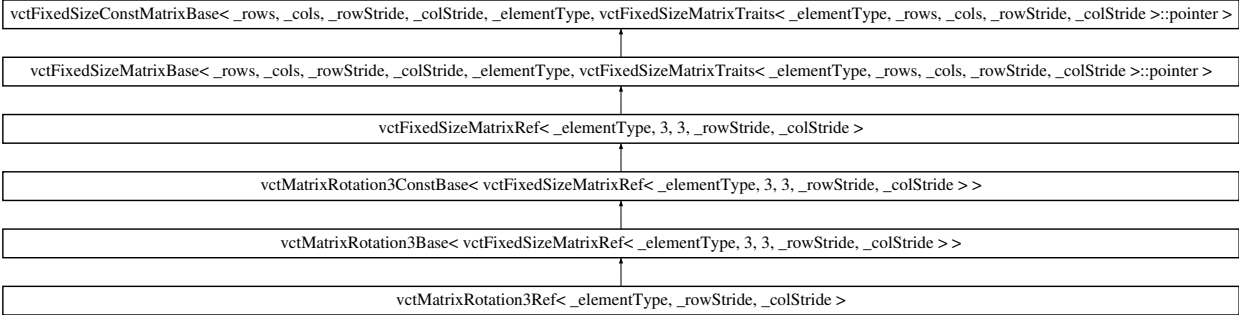 vctFixedSizeConstMatrixBase< _rows, _cols, _rowStride, _colStride, _elementType, vctFixedSizeMatrixTraits< _elementType, _rows, _cols, _rowStride, _colStride >::pointer >
vctFixedSizeMatrixBase< _rows, _cols, _rowStride, _colStride, _elementType, vctFixedSizeMatrixTraits< _elementType, _rows, _cols, _rowStride, _colStride >::pointer >
vctFixedSizeMatrixRef< _elementType, 3, 3, _rowStride, _colStride >
vctMatrixRotation3ConstBase< vctFixedSizeMatrixRef< _elementType, 3, 3, _rowStride, _colStride > >
vctMatrixRotation3Base< vctFixedSizeMatrixRef< _elementType, 3, 3, _rowStride, _colStride > >
vctMatrixRotation3Ref< _elementType, _rowStride, _colStride >